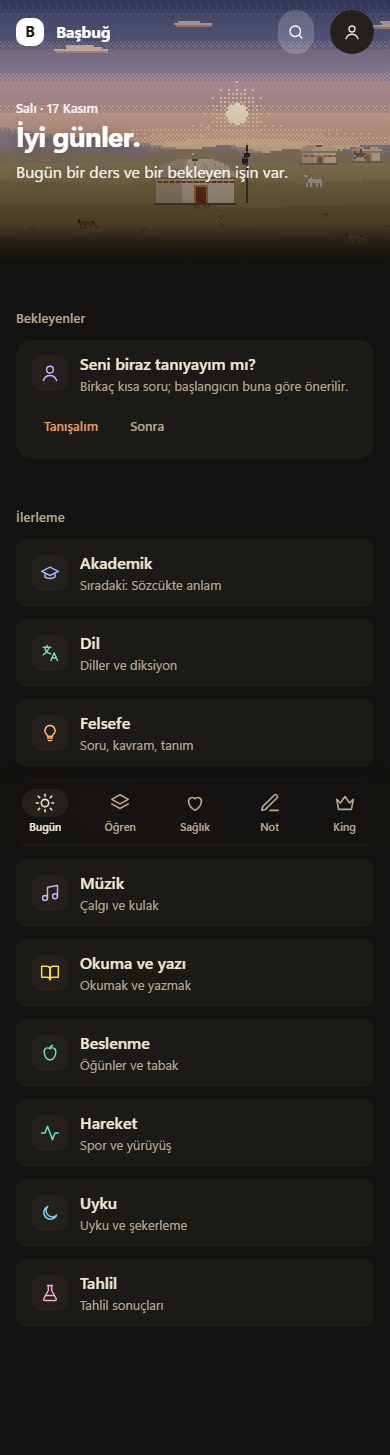 B Başbuğ
Salı · 17 Kasım
İyi günler.
Bugün bir ders ve bir bekleyen işin var.
Bekleyenler
Seni biraz tanıyayım mı?
Birkaç kısa soru; başlangıcın buna göre önerilir.
Tanışalım Sonra
İlerleme
Akademik
Sıradaki: Sözcükte anlam
Dil
Diller ve diksiyon
Felsefe
Soru, kavram, tanım
Bugün Öğren Sağlık Not King
Müzik
Çalgı ve kulak
Okuma ve yazı
Okumak ve yazmak
Beslenme
Öğünler ve tabak
Hareket
Spor ve yürüyüş
Uyku
Uyku ve şekerleme
Tahlil
Tahlil sonuçları